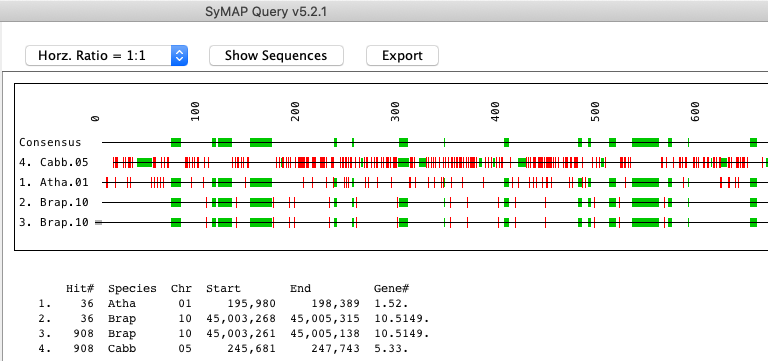 SyMAP Query v5.2.1
Horz. Ratio = 1:1 Show Sequences Export
0 100 200 300 400 500 600
Consensus
4. Cabb.05
1. Atha.01
2. Brap.10
3. Brap.10
Hit# Species Chr Start End Gene#
1. 36 Atha 01 195,980 198,389 1.52.
2. 36 Brap 10 45,003,268 45,005,315 10.5149.
3. 908 Brap 10 45,003,261 45,005,138 10.5149.
4. 908 Cabb 05 245,681 247,743 5.33.